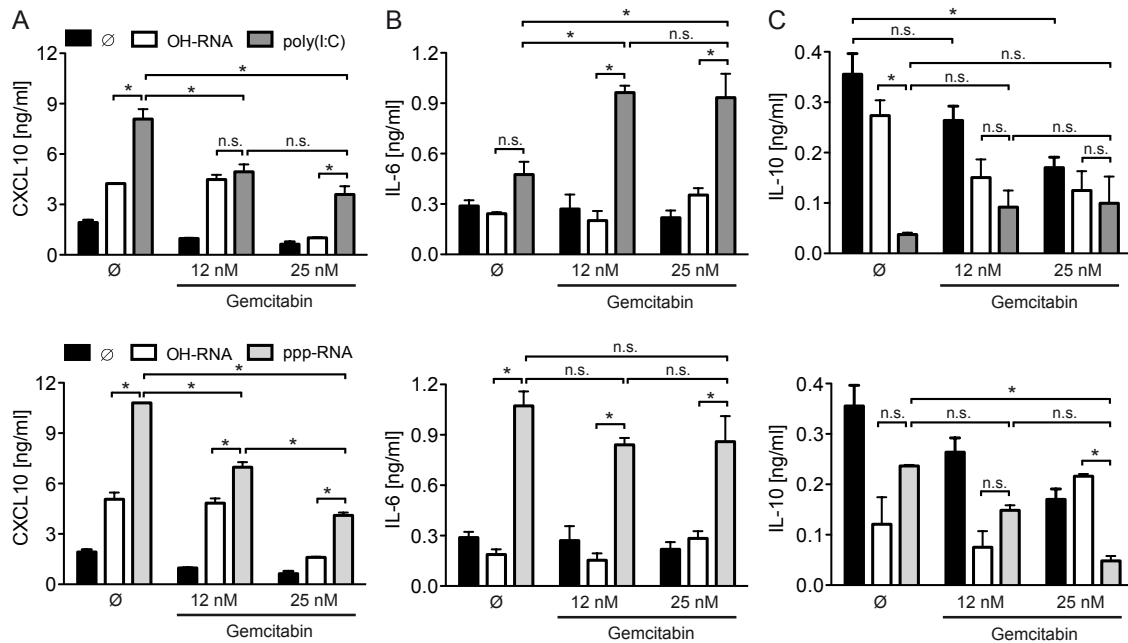 A
Ø OH-RNA poly(I:C)
CXCL10 [ng/ml]
12
9
6
3
0
*
*
*
n.s.
n.s.
*
Ø 12 nM 25 nM
Gemcitabin
B
IL-6 [ng/ml]
1.2
0.9
0.6
0.3
0.0
*
*
n.s.
n.s.
*
*
Ø 12 nM 25 nM
Gemcitabin
C
IL-10 [ng/ml]
0.4
0.3
0.2
0.1
0.0
*
n.s.
n.s.
*
n.s.
n.s.
n.s.
n.s.
Ø 12 nM 25 nM
Gemcitabin
Ø OH-RNA ppp-RNA
CXCL10 [ng/ml]
12
9
6
3
0
*
*
*
*
*
*
Ø 12 nM 25 nM
Gemcitabin
IL-6 [ng/ml]
1.2
0.9
0.6
0.3
0.0
n.s.
*
n.s.
n.s.
*
*
Ø 12 nM 25 nM
Gemcitabin
IL-10 [ng/ml]
0.4
0.3
0.2
0.1
0.0
*
n.s.
n.s.
n.s.
*
n.s.
Ø 12 nM 25 nM
Gemcitabin